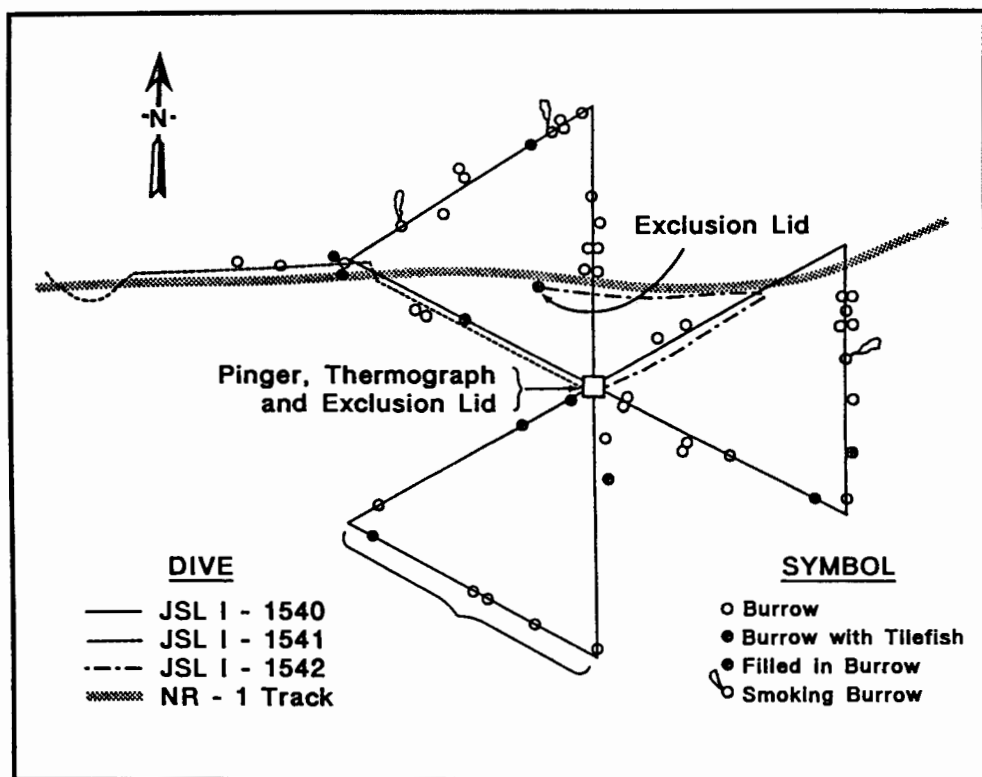 -N-
Exclusion Lid
Pinger, Thermograph
and Exclusion Lid
DIVE
JSL I - 1540
JSL I - 1541
JSL I - 1542
NR - 1 Track
SYMBOL
Burrow
Burrow with Tilefish
Filled in Burrow
Smoking Burrow